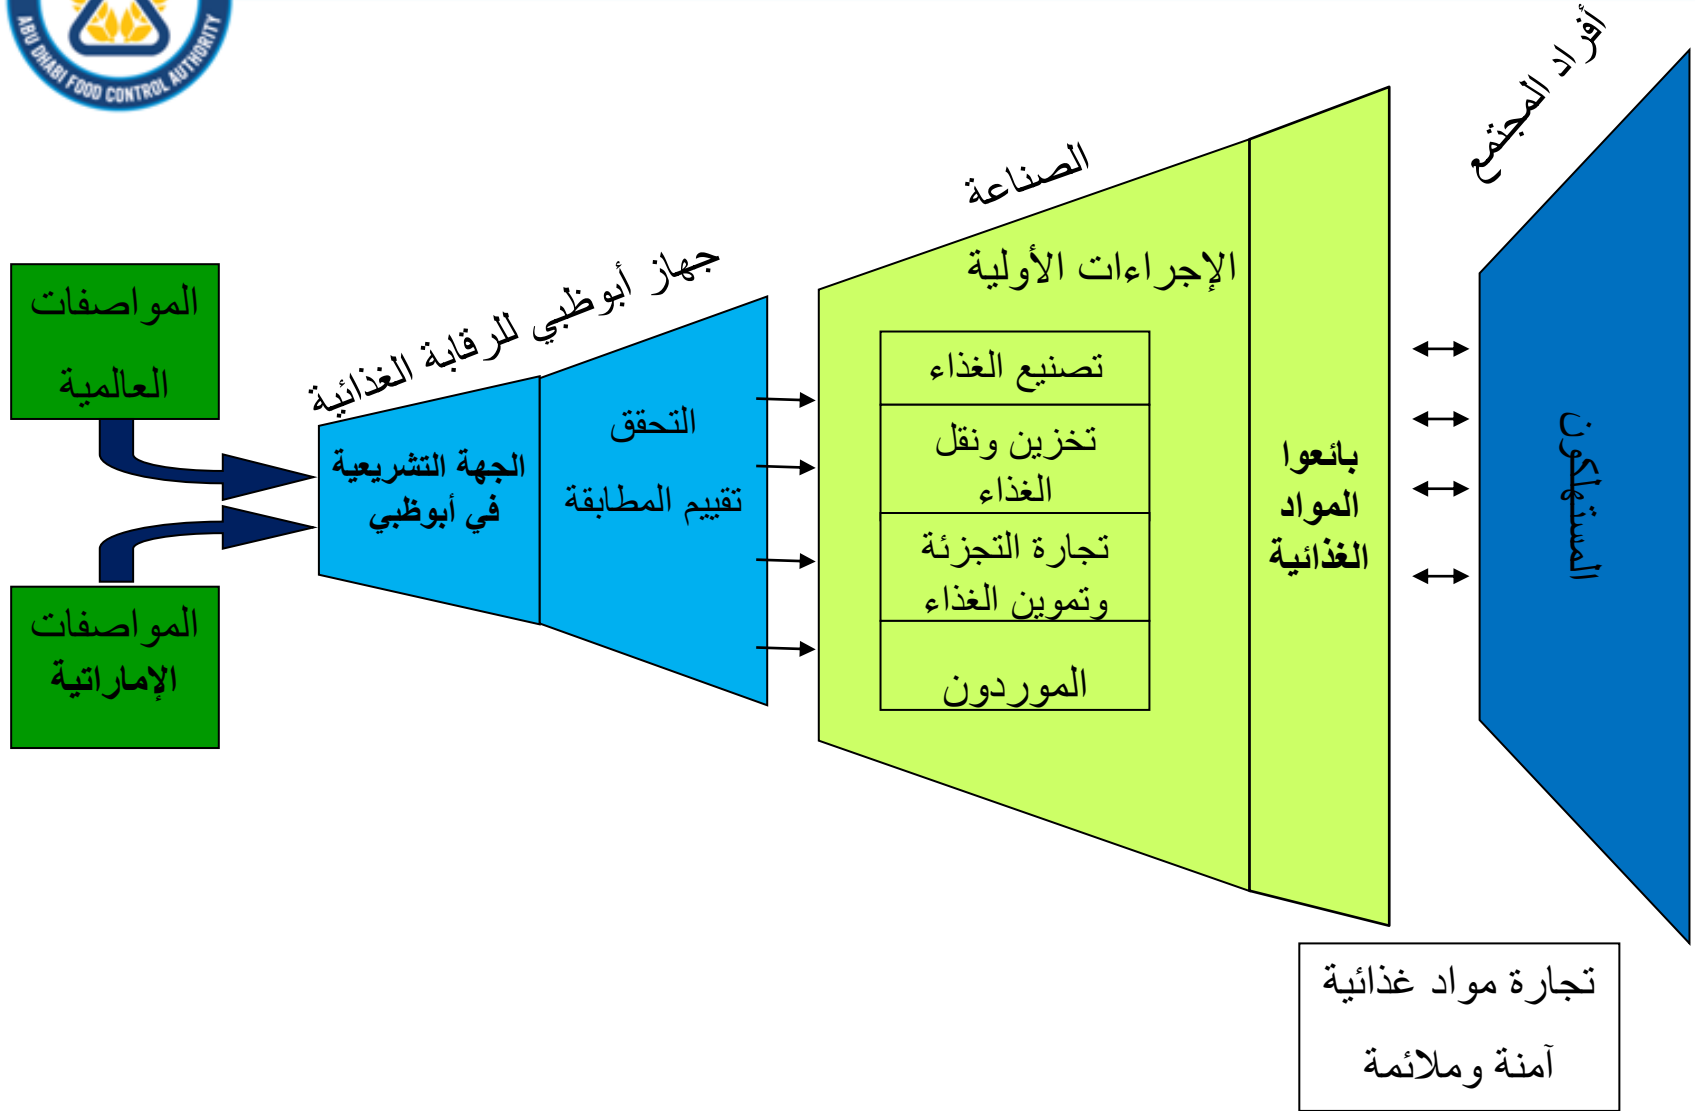 ABU DHABI FOOD CONTROL AUTHORITY
أفراد المجتمع
الصناعة
جهاز أبوظبي للرقابة الغذائية
المواصفات
العالمية
المواصفات
الإماراتية
الجهة التشريعية
في أبوظبي
التحقق
تقييم المطابقة
الإجراءات الأولية
تصنيع الغذاء
تخزين ونقل
الغذاء
تجارة التجزئة
وتموين الغذاء
الموردون
بائعوا
المواد
الغذائية
المستهلكون
تجارة مواد غذائية
آمنة وملائمة